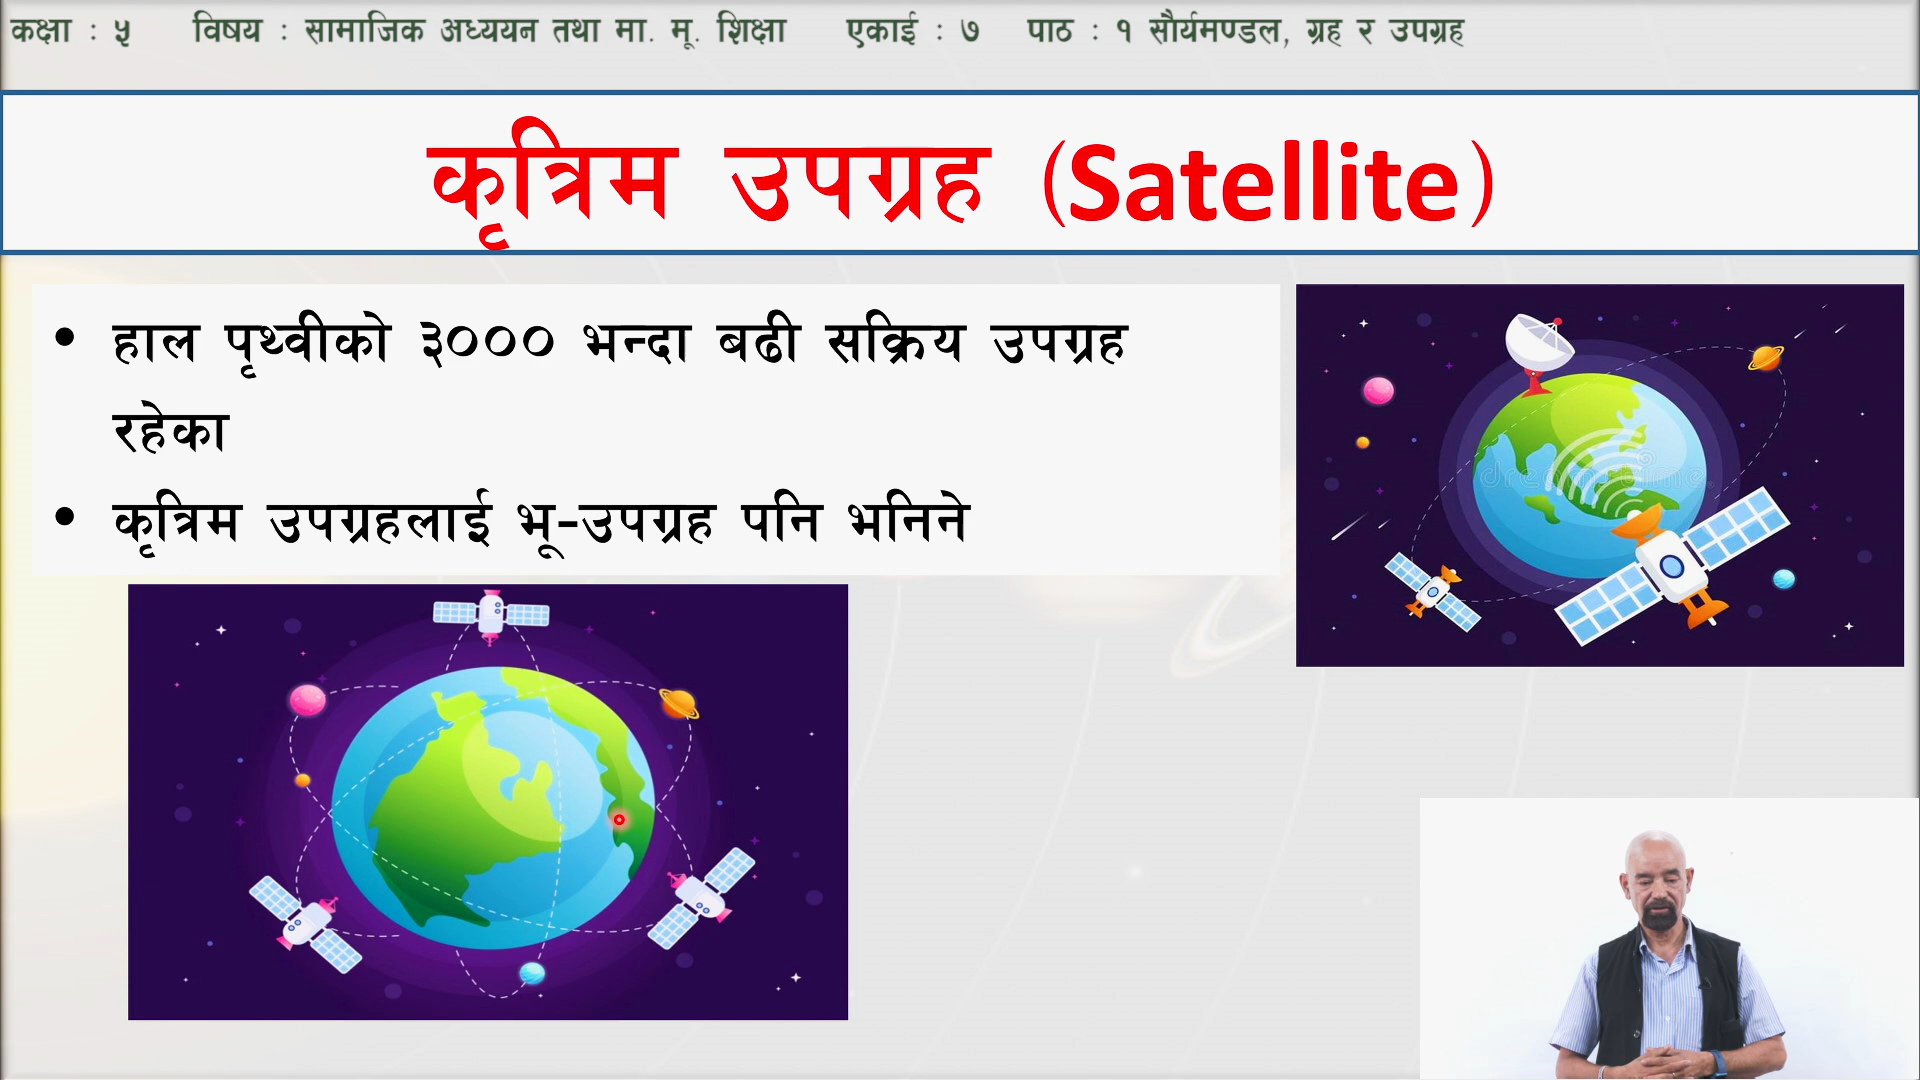 कक्षा : ५ विषय : सामाजिक अध्ययन तथा मा. मू. शिक्षा एकाई : ७ पाठ : १ सौर्यमण्डल, ग्रह र उपग्रह
कृत्रिम उपग्रह (Satellite)
• हाल पृथ्वीको ३००० भन्दा बढी सक्रिय उपग्रह
रहेका
• कृत्रिम उपग्रहलाई भू-उपग्रह पनि भनिने